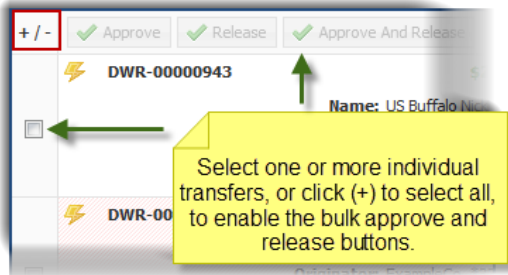 + / - Approve Release Approve And Release
DWR-00000943
Name: US Buffalo
Select one or more individual
transfers, or click (+) to select all,
to enable the bulk approve and
release buttons.
DWR-00